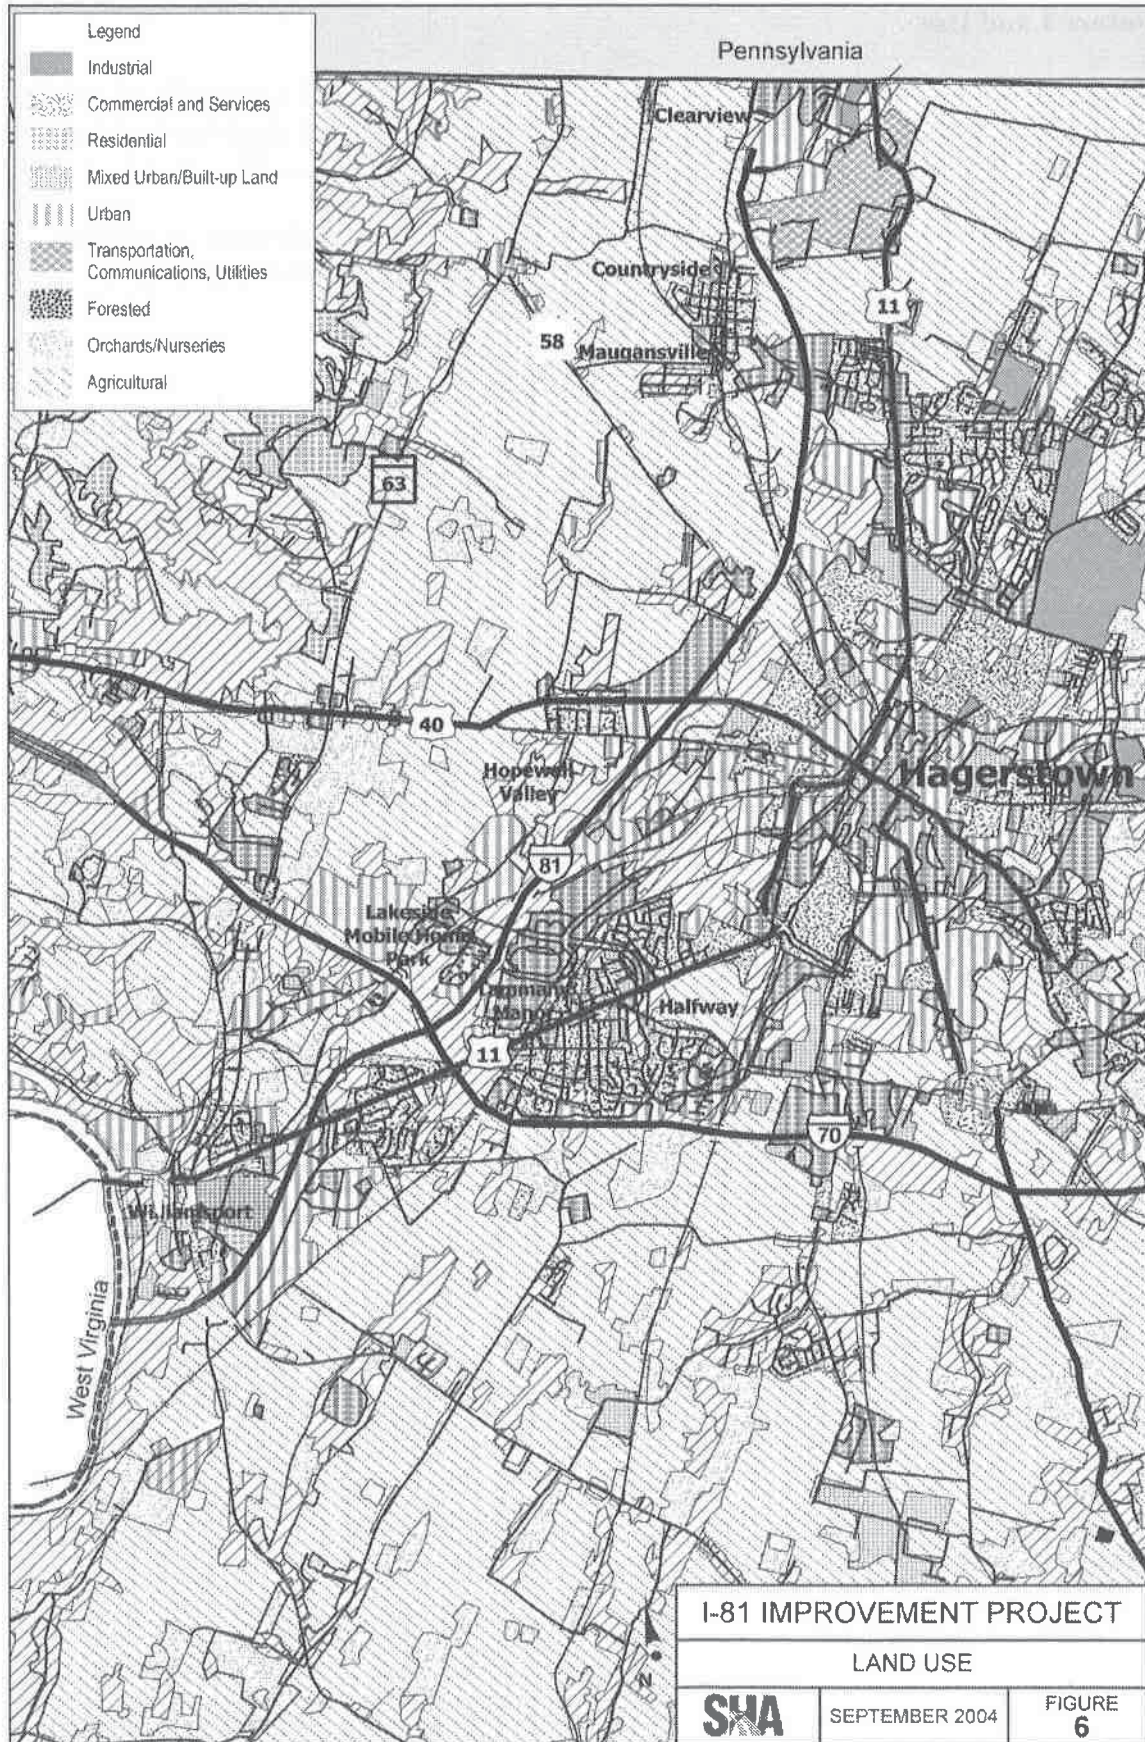 Legend
Industrial
Commercial and Services
Residential
Mixed Urban/Built-up Land
Urban
Transportation,
Communications, Utilities
Forested
Orchards/Nurseries
Agricultural
Pennsylvania
Clearview
Countryside
11
58
Maugansville
63
40
Hopewell
Valley
Hagerstown
81
Lakeside
Mobile Home
Park
Manor
Halfway
11
70
Williamsport
West Virginia
N
I-81 IMPROVEMENT PROJECT
LAND USE
SHA
SEPTEMBER 2004
FIGURE
6